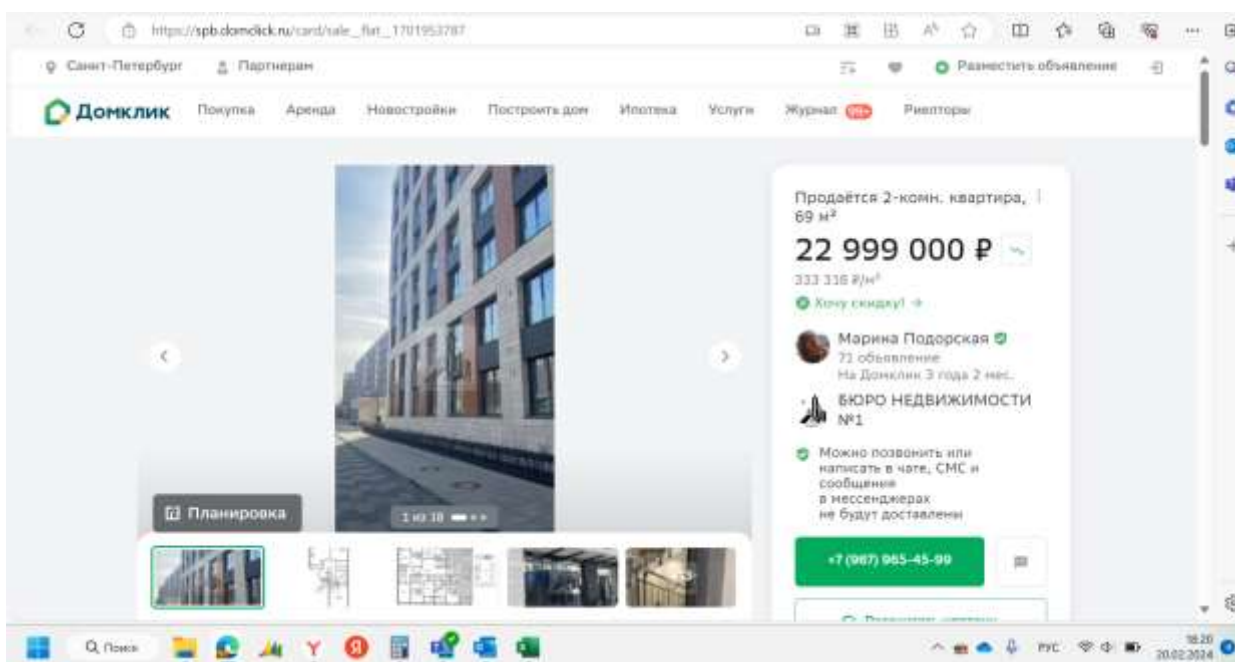 https://spb.domclick.ru/card/sale__flat__1701953787
Санкт-Петербург
Партнерам
Разместить объявление
Домклик
Покупка
Аренда
Новостройки
Построить дом
Ипотека
Услуги
Журнал 99+
Риелторы
Продаётся 2-комн. квартира,
69 м²
22 999 000 ₽
333 318 ₽/м²
Хочу скидку! →
Марина Подорская
71 объявление
На Домклик 3 года 2 мес.
БЮРО НЕДВИЖИМОСТИ
№1
Можно позвонить или
написать в чате, СМС и
сообщения
в мессенджерах
не будут доставлены
+7 (987) 965-45-99
Планировка
1 из 18
Поиск
РУС
18:20
20.02.2024